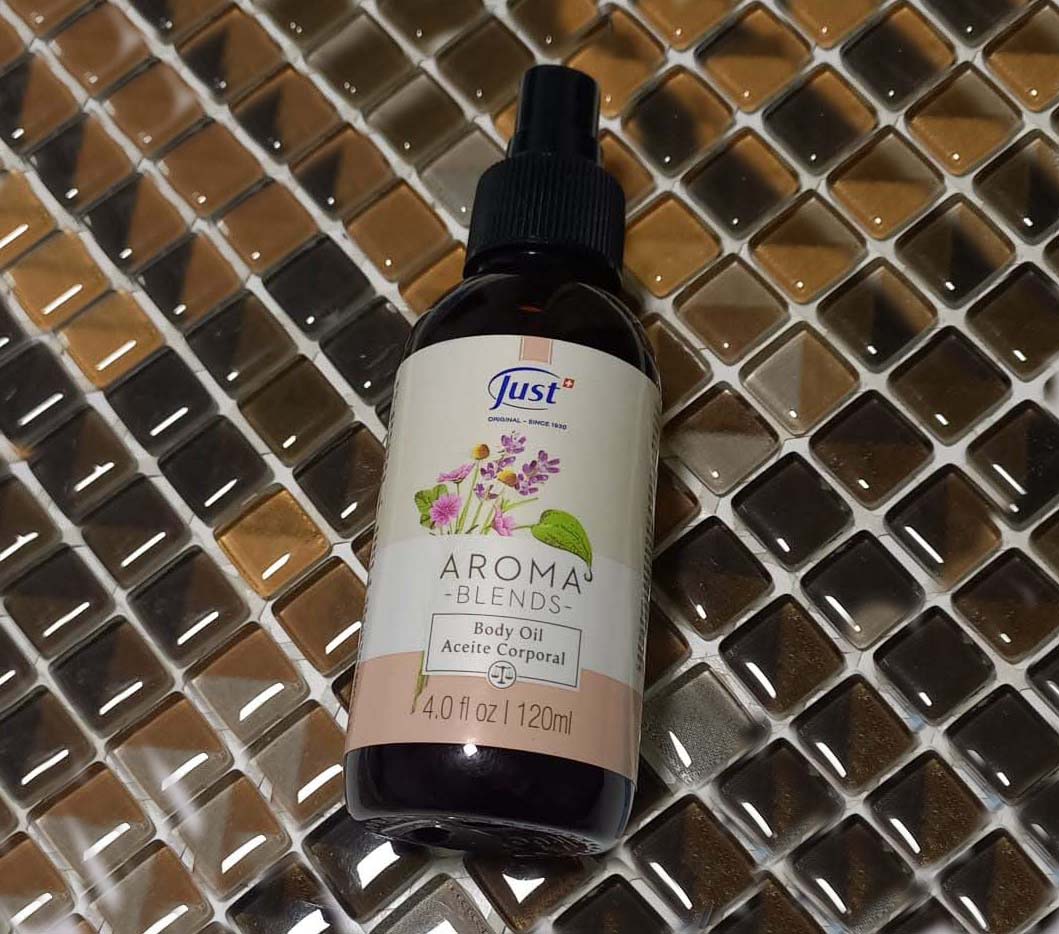 Just
ORIGINAL - SINCE 1930
AROMA
-BLENDS-
Body Oil
Aceite Corporal
4.0 fl oz | 120ml